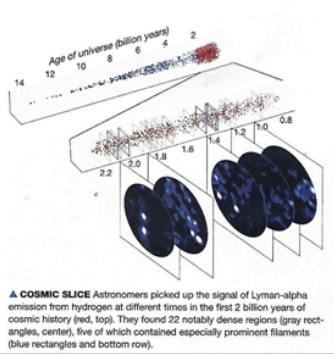 Age of universe (billion years)
14 12 10 8 6 4 2
2.2 2.0 1.8 1.6 1.4 1.2 1.0 0.8
▲ COSMIC SLICE Astronomers picked up the signal of Lyman-alpha
emission from hydrogen at different times in the first 2 billion years of
cosmic history (red, top). They found 22 notably dense regions (gray rect-
angles, center), five of which contained especially prominent filaments
(blue rectangles and bottom row).